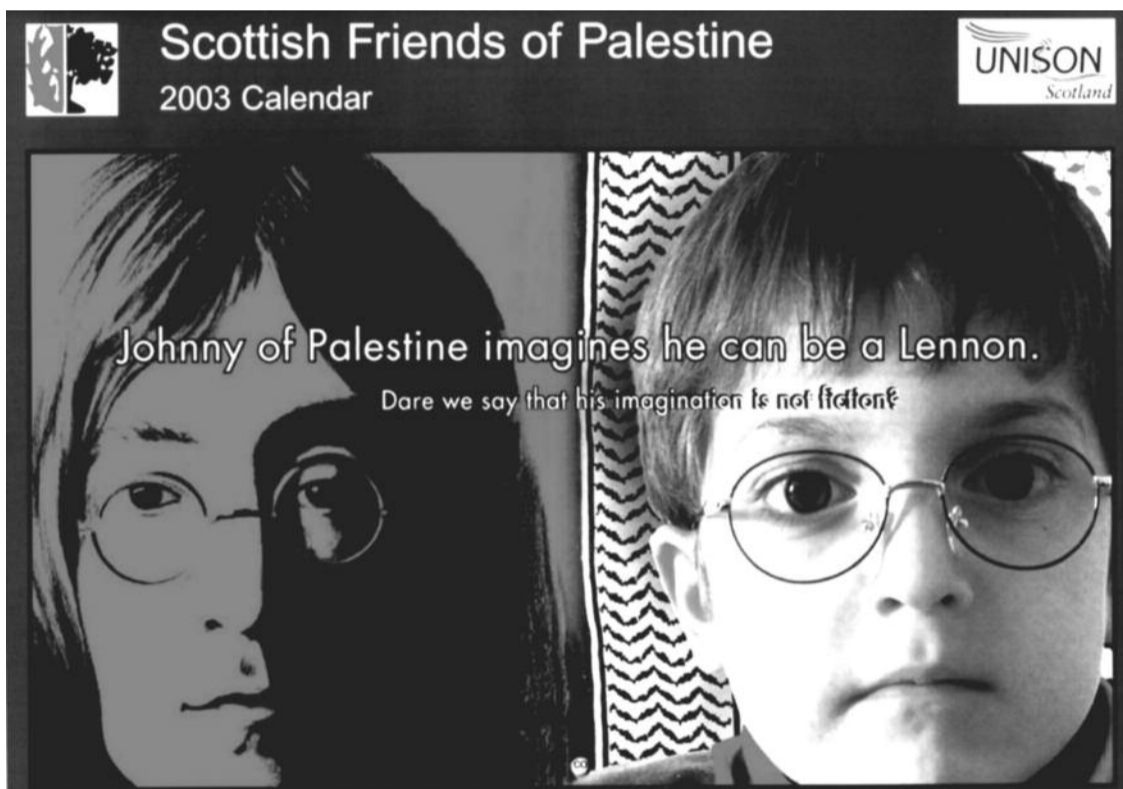 Scottish Friends of Palestine
2003 Calendar
UNISON
Scotland
Johnny of Palestine imagines he can be a Lennon.
Dare we say that his imagination is not fiction?